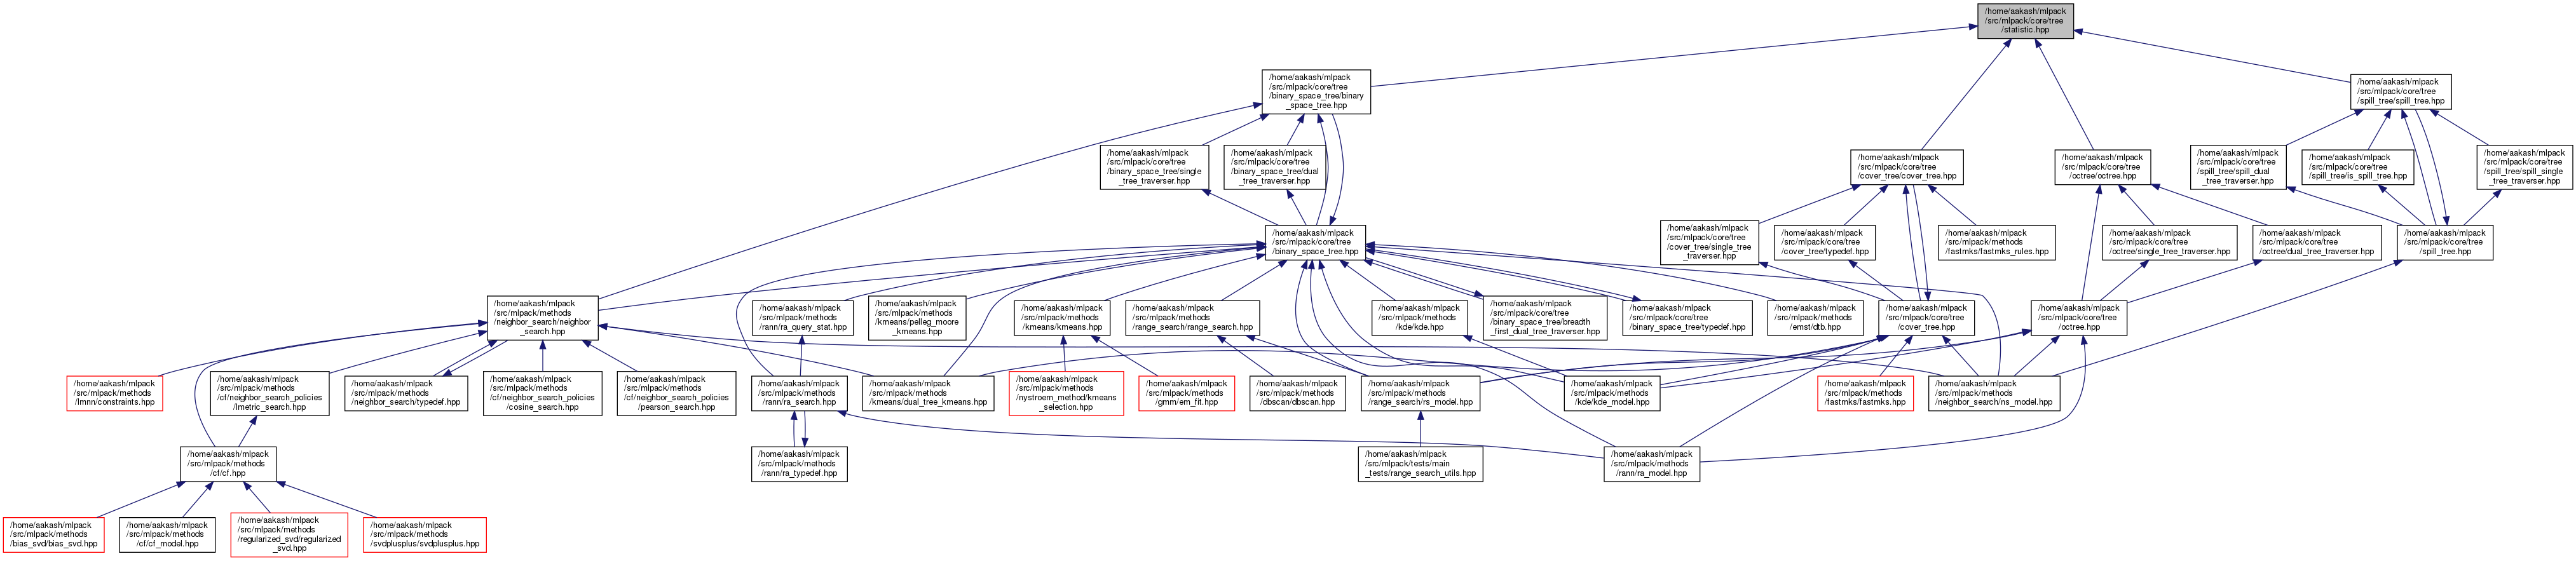 /home/aakash/mlpack
/src/mlpack/core/tree
/statistic.hpp
/home/aakash/mlpack
/src/mlpack/core/tree
/binary_space_tree/binary
_space_tree.hpp
/home/aakash/mlpack
/src/mlpack/core/tree
/spill_tree/spill_tree.hpp
/home/aakash/mlpack
/src/mlpack/core/tree
/binary_space_tree/single
_tree_traverser.hpp
/home/aakash/mlpack
/src/mlpack/core/tree
/binary_space_tree/dual
_tree_traverser.hpp
/home/aakash/mlpack
/src/mlpack/core/tree
/cover_tree/cover_tree.hpp
/home/aakash/mlpack
/src/mlpack/core/tree
/octree/octree.hpp
/home/aakash/mlpack
/src/mlpack/core/tree
/spill_tree/spill_dual
_tree_traverser.hpp
/home/aakash/mlpack
/src/mlpack/core/tree
/spill_tree/is_spill_tree.hpp
/home/aakash/mlpack
/src/mlpack/core/tree
/spill_tree/spill_single
_tree_traverser.hpp
/home/aakash/mlpack
/src/mlpack/core/tree
/binary_space_tree.hpp
/home/aakash/mlpack
/src/mlpack/core/tree
/cover_tree/single_tree
_traverser.hpp
/home/aakash/mlpack
/src/mlpack/core/tree
/cover_tree/typedef.hpp
/home/aakash/mlpack
/src/mlpack/methods
/fastmks/fastmks_rules.hpp
/home/aakash/mlpack
/src/mlpack/core/tree
/octree/single_tree_traverser.hpp
/home/aakash/mlpack
/src/mlpack/core/tree
/octree/dual_tree_traverser.hpp
/home/aakash/mlpack
/src/mlpack/core/tree
/spill_tree.hpp
/home/aakash/mlpack
/src/mlpack/methods
/neighbor_search/neighbor
_search.hpp
/home/aakash/mlpack
/src/mlpack/methods
/rann/ra_query_stat.hpp
/home/aakash/mlpack
/src/mlpack/methods
/kmeans/pelleg_moore
_kmeans.hpp
/home/aakash/mlpack
/src/mlpack/methods
/kmeans/kmeans.hpp
/home/aakash/mlpack
/src/mlpack/methods
/range_search/range_search.hpp
/home/aakash/mlpack
/src/mlpack/methods
/kde/kde.hpp
/home/aakash/mlpack
/src/mlpack/core/tree
/binary_space_tree/breadth
_first_dual_tree_traverser.hpp
/home/aakash/mlpack
/src/mlpack/core/tree
/binary_space_tree/typedef.hpp
/home/aakash/mlpack
/src/mlpack/methods
/emst/dtb.hpp
/home/aakash/mlpack
/src/mlpack/core/tree
/cover_tree.hpp
/home/aakash/mlpack
/src/mlpack/core/tree
/octree.hpp
/home/aakash/mlpack
/src/mlpack/methods
/lmnn/constraints.hpp
/home/aakash/mlpack
/src/mlpack/methods
/cf/neighbor_search_policies
/lmetric_search.hpp
/home/aakash/mlpack
/src/mlpack/methods
/neighbor_search/typedef.hpp
/home/aakash/mlpack
/src/mlpack/methods
/cf/neighbor_search_policies
/cosine_search.hpp
/home/aakash/mlpack
/src/mlpack/methods
/cf/neighbor_search_policies
/pearson_search.hpp
/home/aakash/mlpack
/src/mlpack/methods
/rann/ra_search.hpp
/home/aakash/mlpack
/src/mlpack/methods
/kmeans/dual_tree_kmeans.hpp
/home/aakash/mlpack
/src/mlpack/methods
/nystroem_method/kmeans
_selection.hpp
/home/aakash/mlpack
/src/mlpack/methods
/gmm/em_fit.hpp
/home/aakash/mlpack
/src/mlpack/methods
/dbscan/dbscan.hpp
/home/aakash/mlpack
/src/mlpack/methods
/range_search/rs_model.hpp
/home/aakash/mlpack
/src/mlpack/methods
/kde/kde_model.hpp
/home/aakash/mlpack
/src/mlpack/methods
/fastmks/fastmks.hpp
/home/aakash/mlpack
/src/mlpack/methods
/neighbor_search/ns_model.hpp
/home/aakash/mlpack
/src/mlpack/methods
/cf/cf.hpp
/home/aakash/mlpack
/src/mlpack/methods
/rann/ra_typedef.hpp
/home/aakash/mlpack
/src/mlpack/tests/main
_tests/range_search_utils.hpp
/home/aakash/mlpack
/src/mlpack/methods
/rann/ra_model.hpp
/home/aakash/mlpack
/src/mlpack/methods
/bias_svd/bias_svd.hpp
/home/aakash/mlpack
/src/mlpack/methods
/cf/cf_model.hpp
/home/aakash/mlpack
/src/mlpack/methods
/regularized_svd/regularized
_svd.hpp
/home/aakash/mlpack
/src/mlpack/methods
/svdplusplus/svdplusplus.hpp